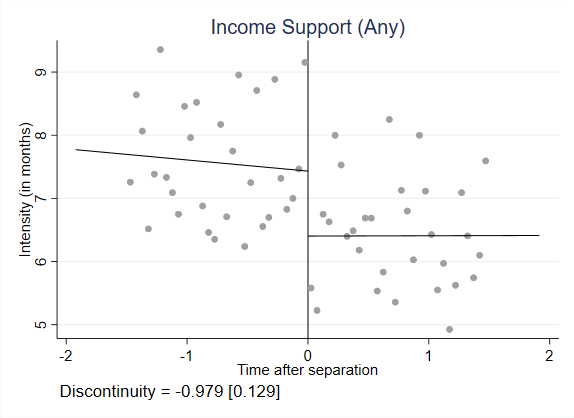 Income Support (Any)
Intensity (in months)
9
8
7
6
5
-2 -1 0 1 2
Time after separation
Discontinuity = -0.979 [0.129]